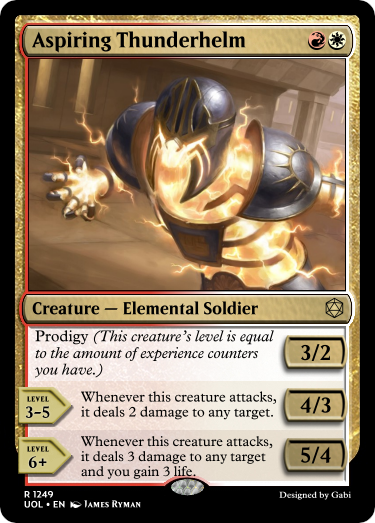 Aspiring Thunderhelm
Creature — Elemental Soldier
Prodigy (This creature's level is equal
to the amount of experience counters
you have.)
3/2
LEVEL
3-5
Whenever this creature attacks,
it deals 2 damage to any target.
4/3
LEVEL
6+
Whenever this creature attacks,
it deals 3 damage to any target
and you gain 3 life.
5/4
R 1249
UOL • EN JAMES RYMAN
Designed by Gabi